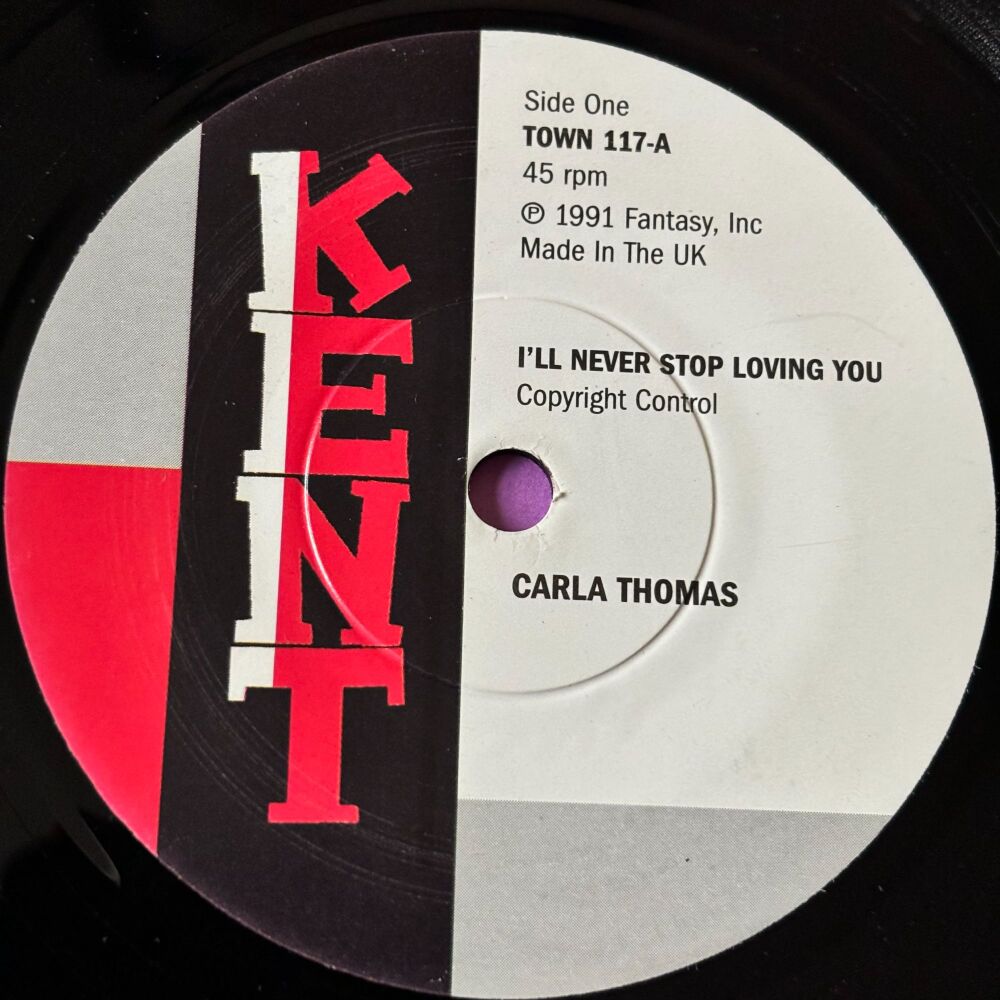 KENT
Side One
TOWN 117-A
45 rpm
℗ 1991 Fantasy, Inc
Made In The UK
I'LL NEVER STOP LOVING YOU
Copyright Control
CARLA THOMAS